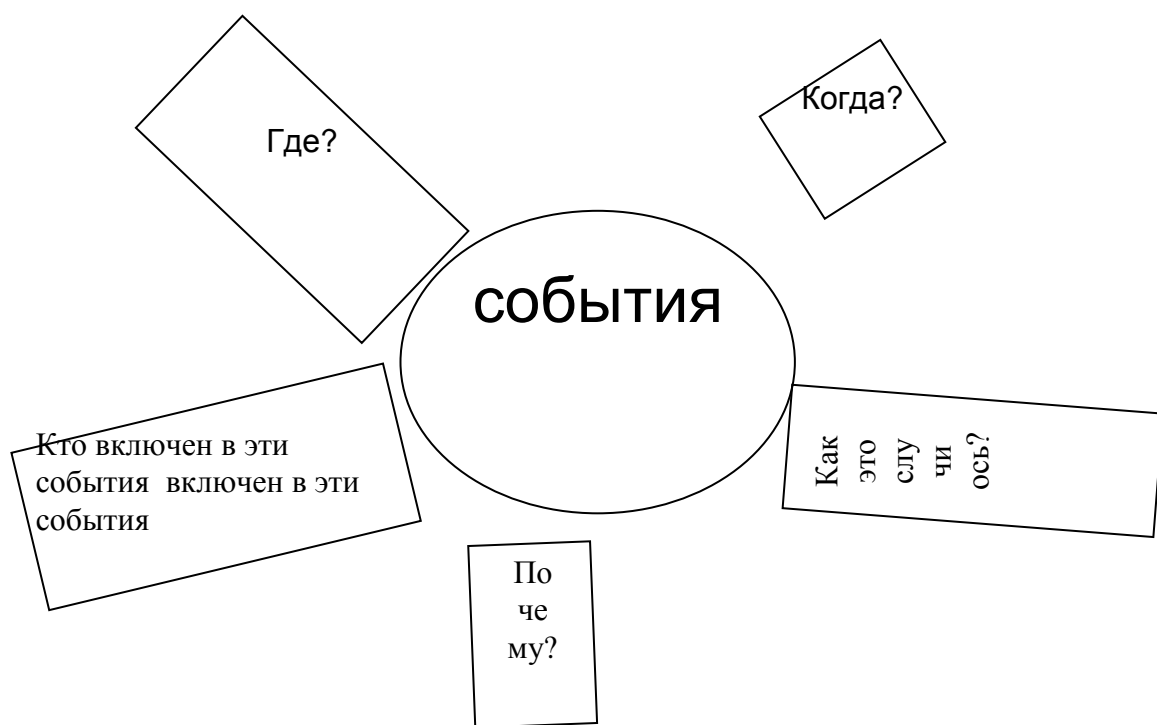 Где?
Когда?
события
Кто включен в эти
события  включен в эти
события
Как
это
слу
чи
ось?
По
че
му?